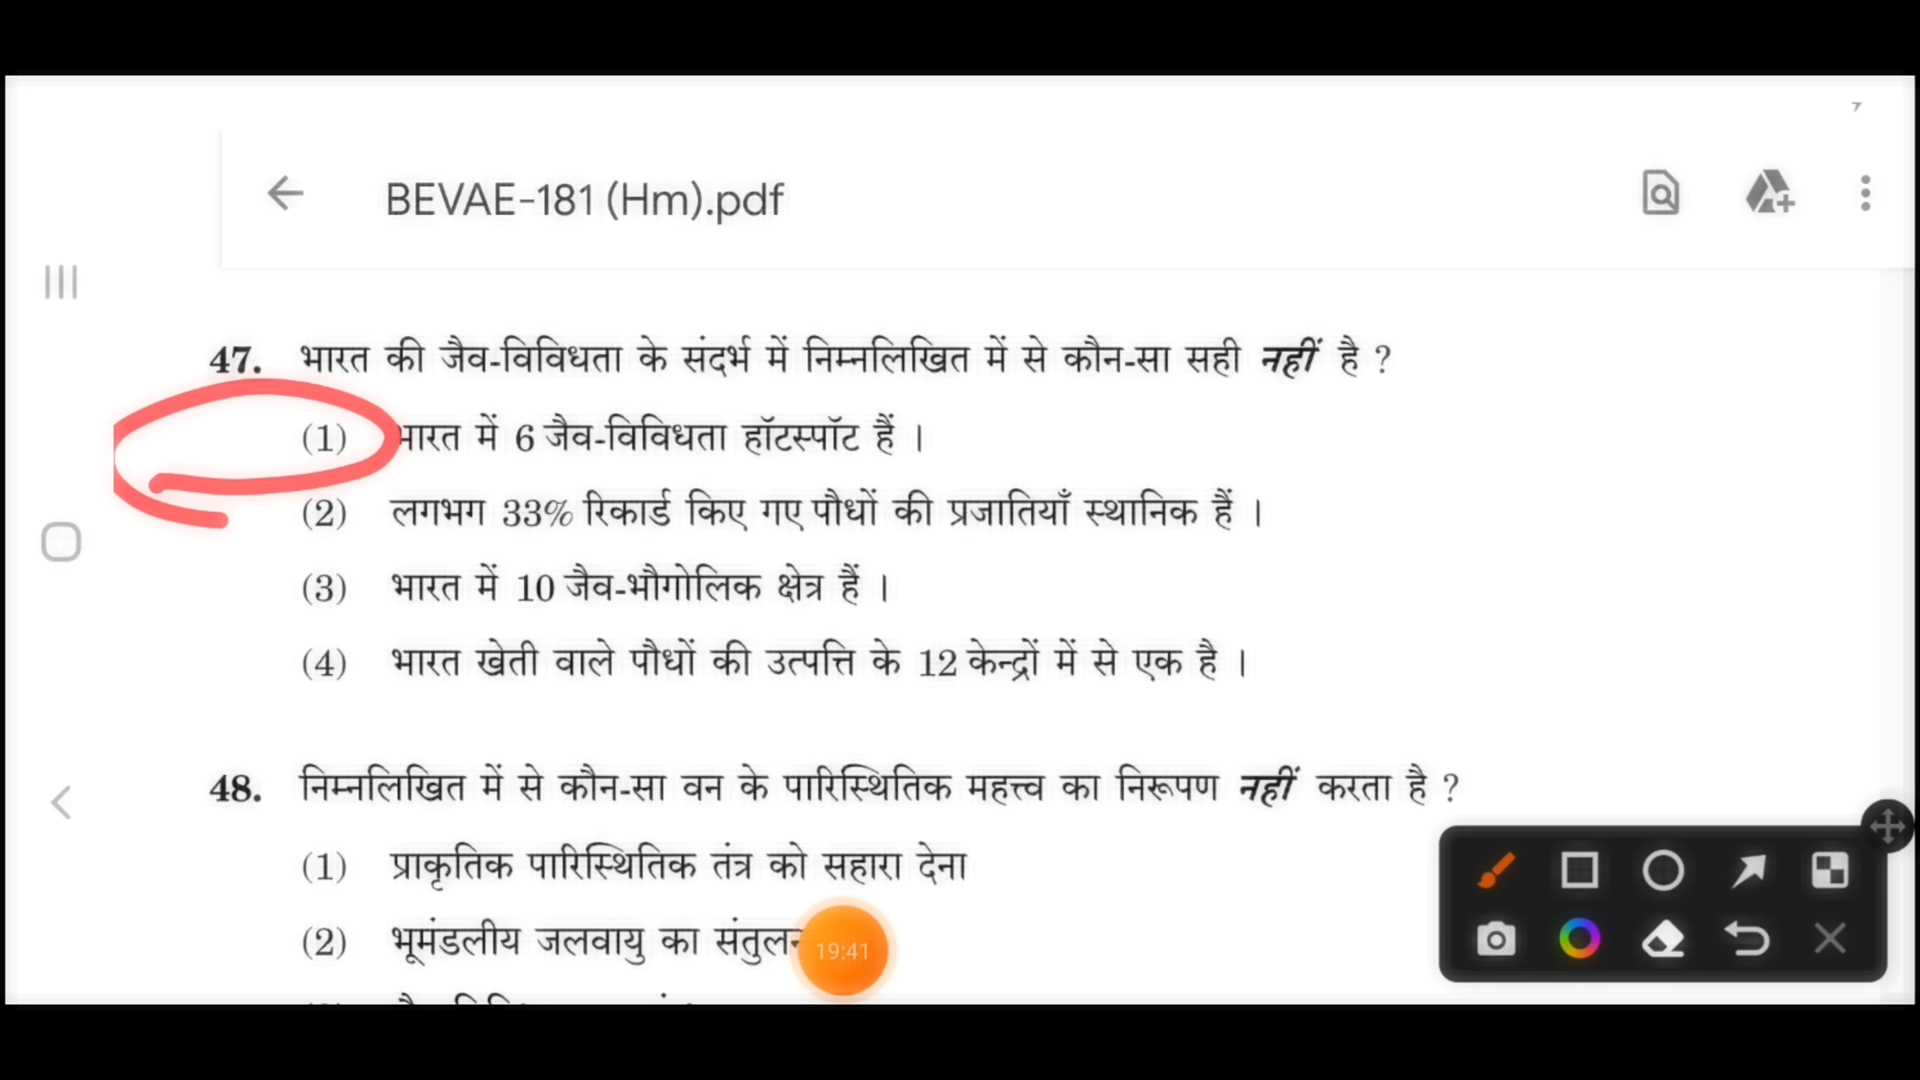 BEVAE-181 (Hm).pdf
47. भारत की जैव-विविधता के संदर्भ में निम्नलिखित में से कौन-सा सही नहीं है ?
(1) भारत में 6 जैव-विविधता हॉटस्पॉट हैं ।
(2) लगभग 33% रिकार्ड किए गए पौधों की प्रजातियाँ स्थानिक हैं ।
(3) भारत में 10 जैव-भौगोलिक क्षेत्र हैं ।
(4) भारत खेती वाले पौधों की उत्पत्ति के 12 केन्द्रों में से एक है ।
48. निम्नलिखित में से कौन-सा वन के पारिस्थितिक महत्त्व का निरूपण नहीं करता है ?
(1) प्राकृतिक पारिस्थितिक तंत्र को सहारा देना
(2) भूमंडलीय जलवायु का संतुलन
19:41